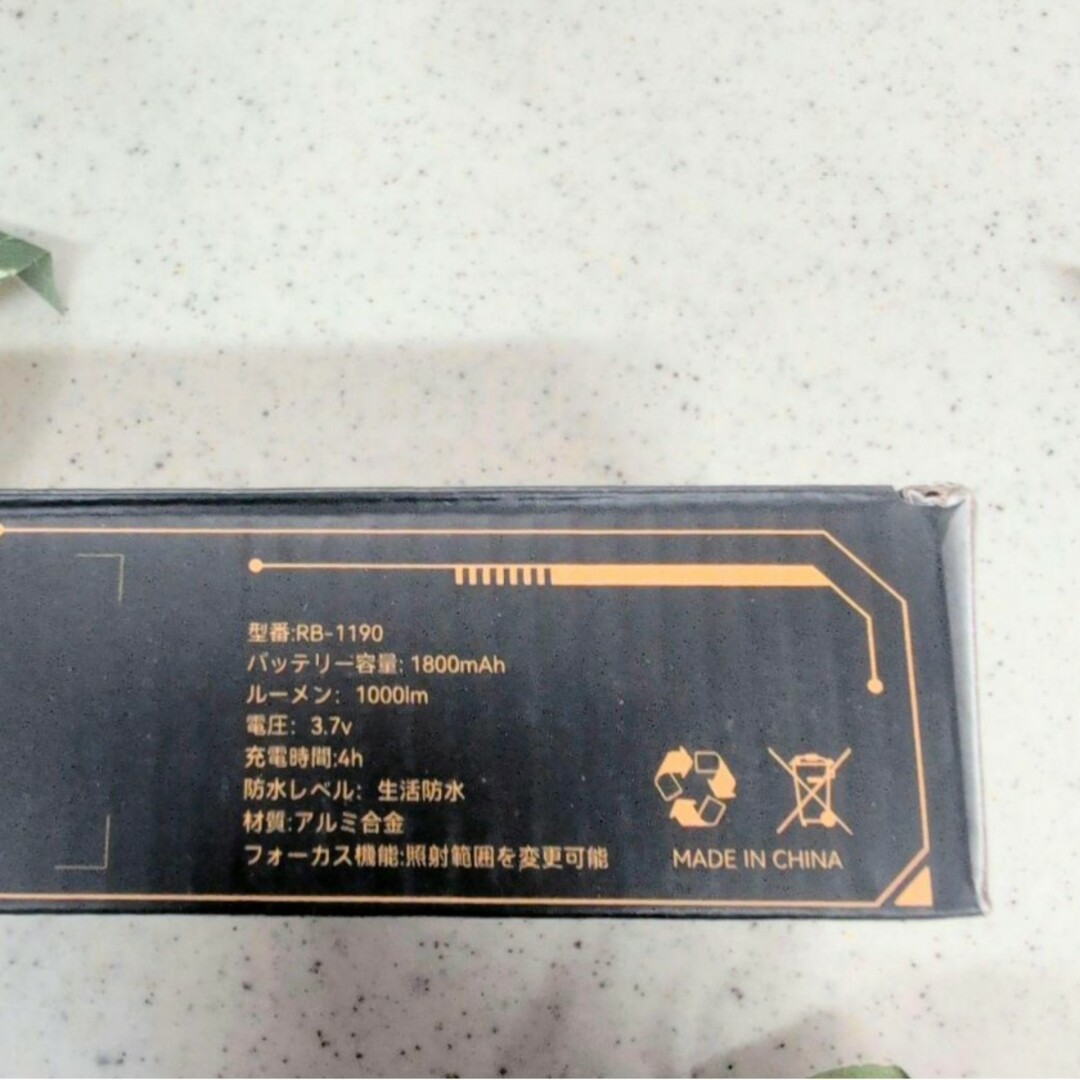 型番:RB-1190
バッテリー容量: 1800mAh
ルーメン: 1000lm
電圧: 3.7v
充電時間:4h
防水レベル: 生活防水
材質:アルミ合金
フォーカス機能:照射範囲を変更可能
MADE IN CHINA